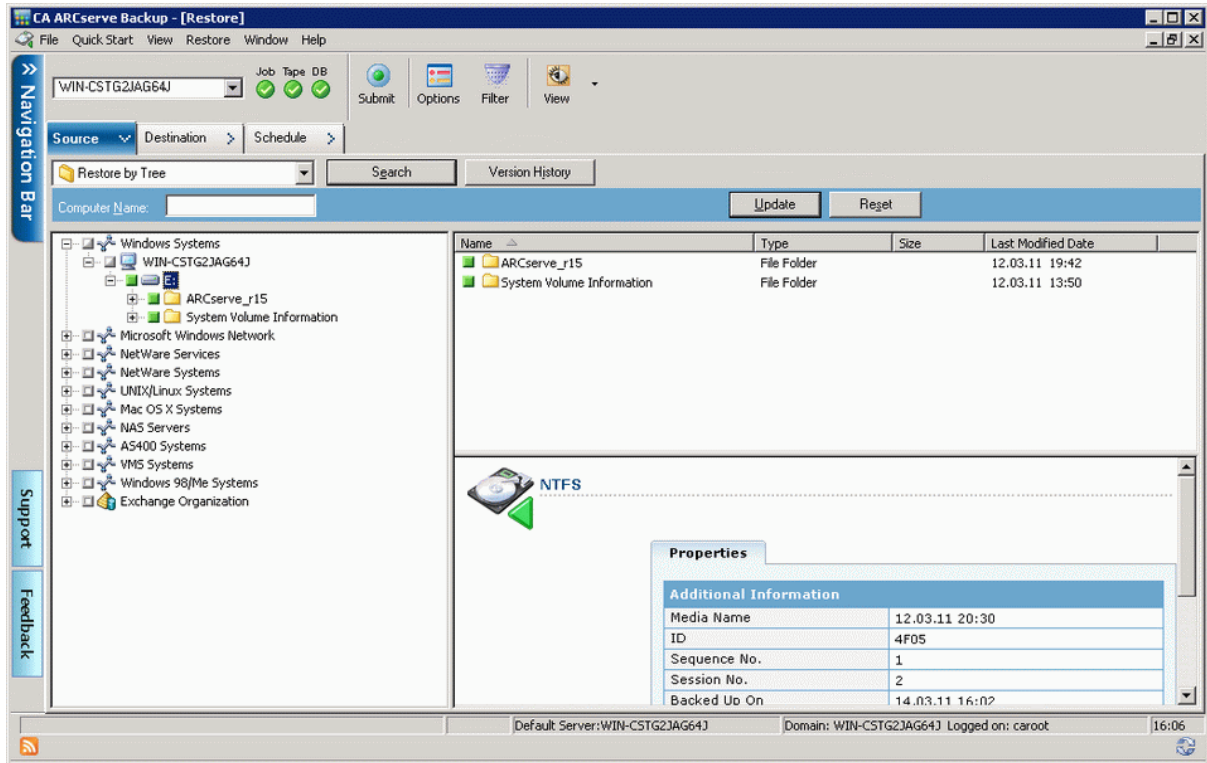 CA ARCserve Backup - [Restore]
File Quick Start View Restore Window Help
Navigation Bar
WIN-CSTG2JAG64J
Job Tape DB
Submit Options Filter View
Source Destination Schedule
Restore by Tree Search Version History
Computer Name: Update Reset
Windows Systems
WIN-CSTG2JAG64J
E:
ARCserve_r15
System Volume Information
Microsoft Windows Network
NetWare Services
NetWare Systems
UNIX/Linux Systems
Mac OS X Systems
NAS Servers
AS400 Systems
VMS Systems
Windows 98/Me Systems
Exchange Organization
Name Type Size Last Modified Date
ARCserve_r15 File Folder 12.03.11 19:42
System Volume Information File Folder 12.03.11 13:50
NTFS
Properties
Additional Information
Media Name 12.03.11 20:30
ID 4F05
Sequence No. 1
Session No. 2
Backed Up On 14.03.11 16:02
Support
Feedback
Default Server:WIN-CSTG2JAG64J Domain: WIN-CSTG2JAG64J Logged on: caroot 16:06